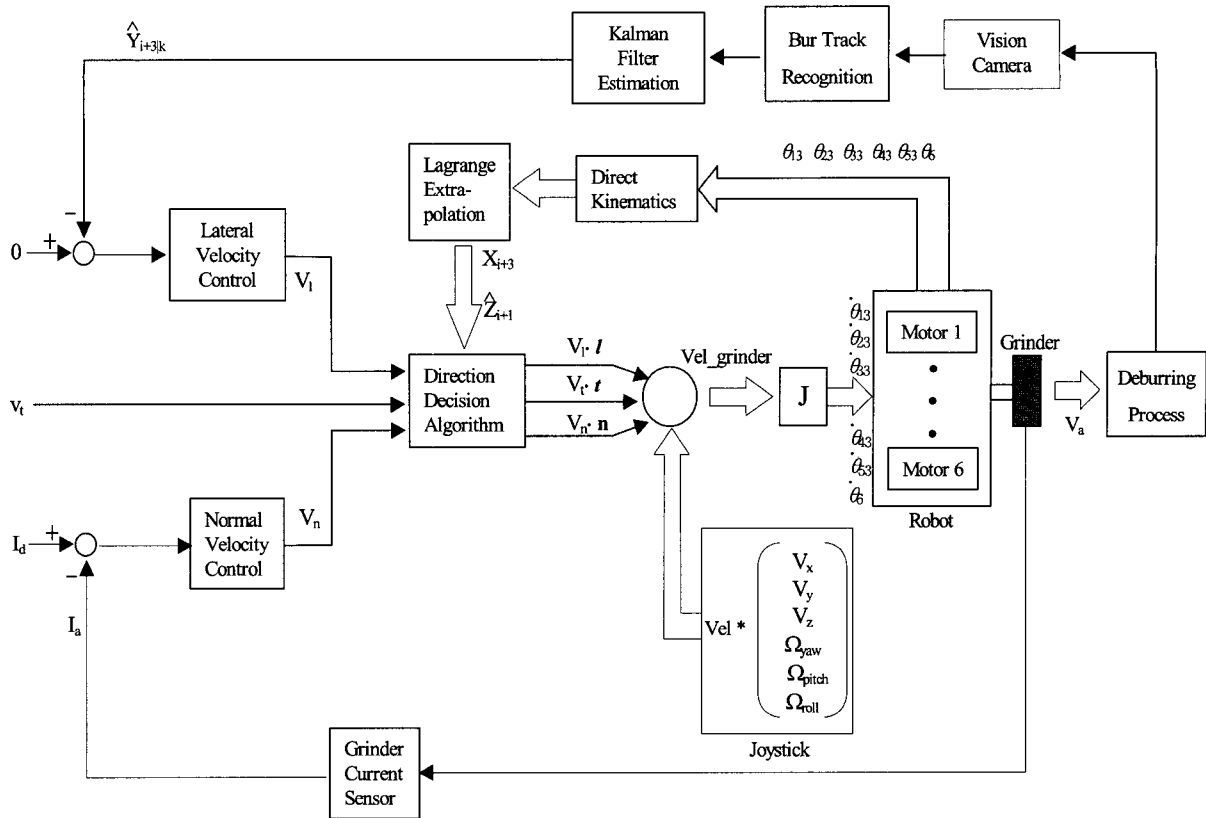 Ŷi+3|k
Kalman
Filter
Estimation
Bur Track
Recognition
Vision
Camera
Lagrange
Extra-
polation
Direct
Kinematics
θ13 θ23 θ33 θ43 θ53 θ6
−
0
+
Lateral
Velocity
Control
Vl
Xi+3
Ẑi+1
vt
Direction
Decision
Algorithm
Vl· l
Vt· t
Vn· n
Vel_grinder
J
θ̇13
θ̇23
θ̇33
θ̇43
θ̇53
θ̇6
Motor 1
Motor 6
Robot
Grinder
Va
Deburring
Process
Id
+
−
Ia
Normal
Velocity
Control
Vn
Vel *
Vx
Vy
Vz
Ωyaw
Ωpitch
Ωroll
Joystick
Grinder
Current
Sensor